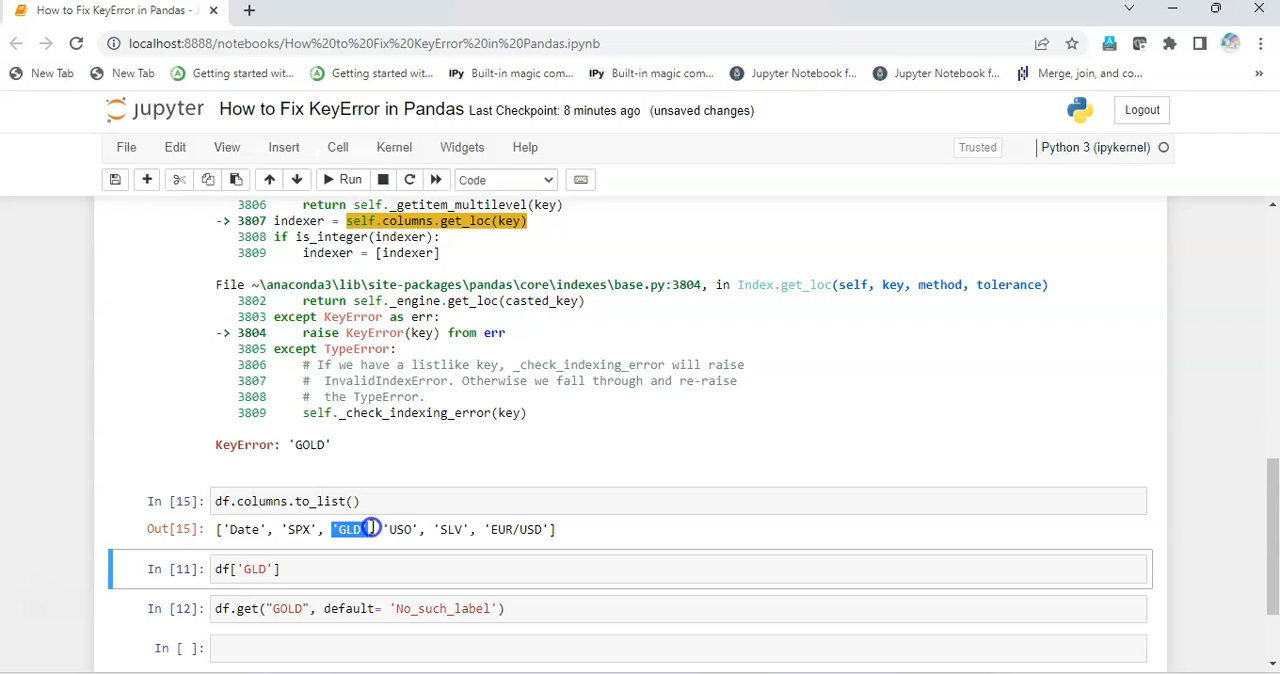 How to Fix KeyError in Pandas - J
localhost:8888/notebooks/How%20to%20Fix%20KeyError%20in%20Pandas.ipynb
New Tab New Tab Getting started wit... Getting started wit... IPy Built-in magic com... IPy Built-in magic com... Jupyter Notebook f... Jupyter Notebook f... Merge, join, and co... »
jupyter How to Fix KeyError in Pandas Last Checkpoint: 8 minutes ago (unsaved changes) Logout
File Edit View Insert Cell Kernel Widgets Help Trusted Python 3 (ipykernel)
Run Code
3806 return self._getitem_multilevel(key)
-> 3807 indexer = self.columns.get_loc(key)
3808 if is_integer(indexer):
3809 indexer = [indexer]
File ~\anaconda3\lib\site-packages\pandas\core\indexes\base.py:3804, in Index.get_loc(self, key, method, tolerance)
3802 return self._engine.get_loc(casted_key)
3803 except KeyError as err:
-> 3804 raise KeyError(key) from err
3805 except TypeError:
3806 # If we have a listlike key, _check_indexing_error will raise
3807 # InvalidIndexError. Otherwise we fall through and re-raise
3808 # the TypeError.
3809 self._check_indexing_error(key)
KeyError: 'GOLD'
In [15]: df.columns.to_list()
Out[15]: ['Date', 'SPX', 'GLD', 'USO', 'SLV', 'EUR/USD']
In [11]: df['GLD']
In [12]: df.get("GOLD", default= 'No_such_label')
In [ ]: